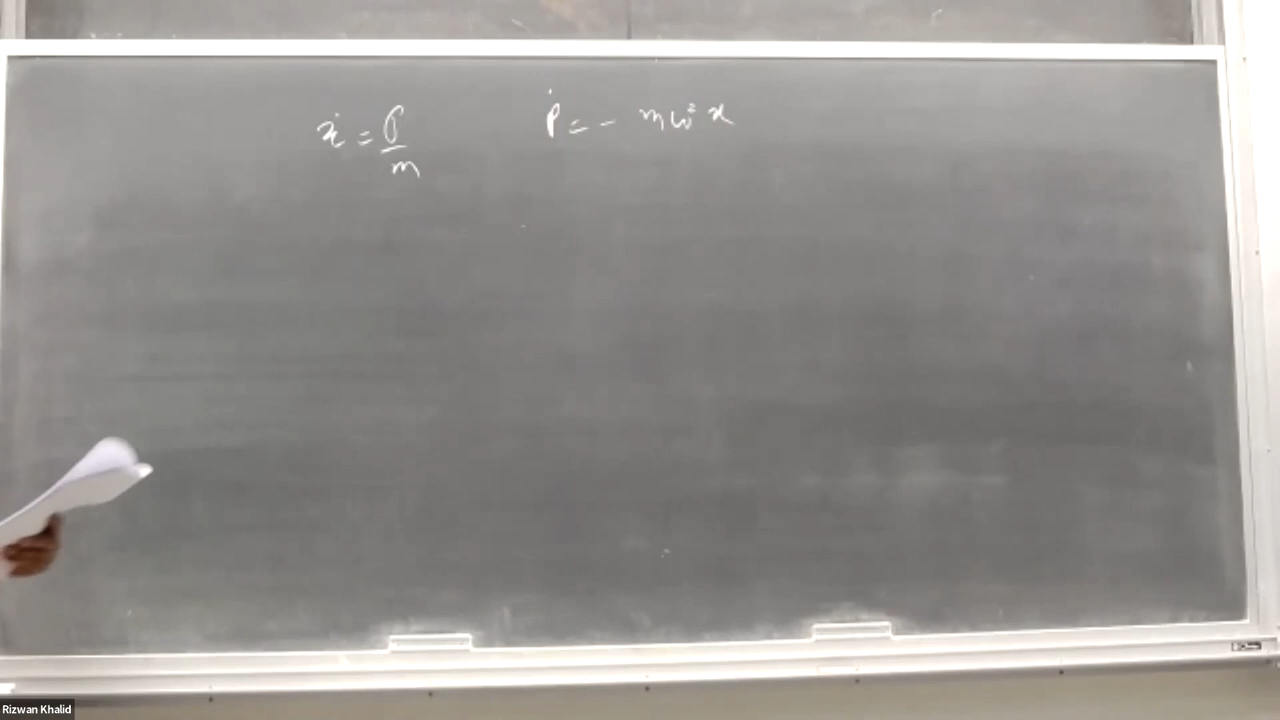 ẋ = p/m    ṗ = - mω² x
Rizwan Khalid